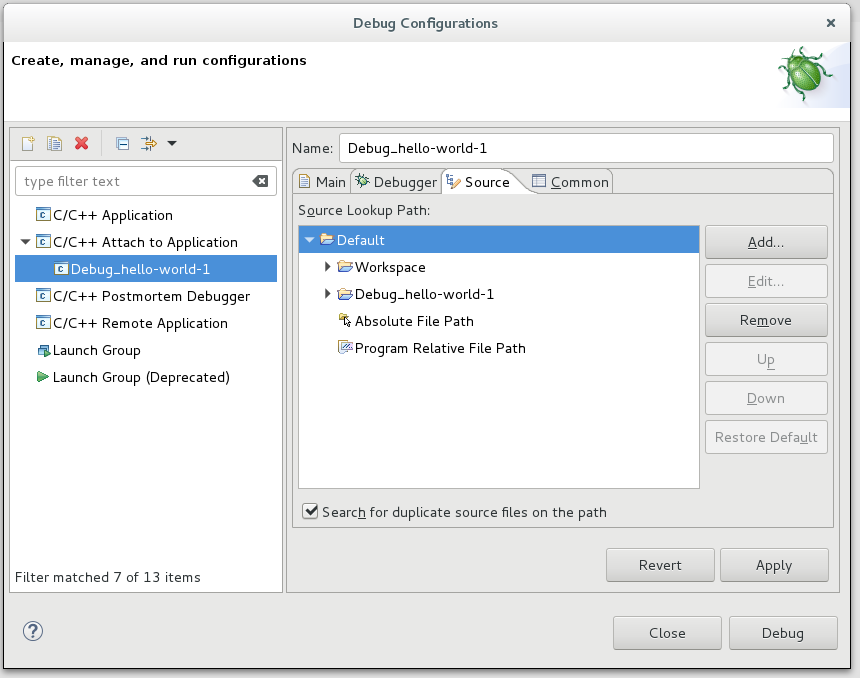 Debug Configurations
Create, manage, and run configurations
type filter text
C/C++ Application
C/C++ Attach to Application
Debug_hello-world-1
C/C++ Postmortem Debugger
C/C++ Remote Application
Launch Group
Launch Group (Deprecated)
Filter matched 7 of 13 items
Name: Debug_hello-world-1
Main Debugger Source Common
Source Lookup Path:
Default
Workspace
Debug_hello-world-1
Absolute File Path
Program Relative File Path
Add...
Edit...
Remove
Up
Down
Restore Default
Search for duplicate source files on the path
Revert Apply
Close Debug